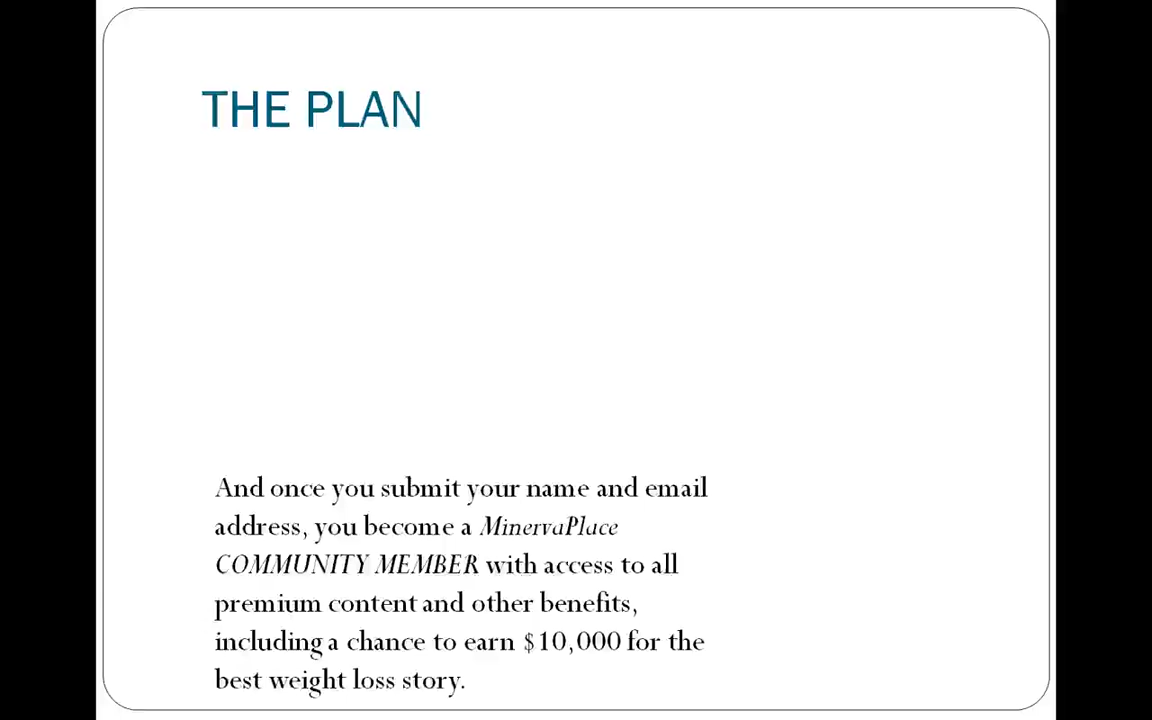 THE PLAN
And once you submit your name and email
address, you become a MinervaPlace
COMMUNITY MEMBER with access to all
premium content and other benefits,
including a chance to earn $10,000 for the
best weight loss story.